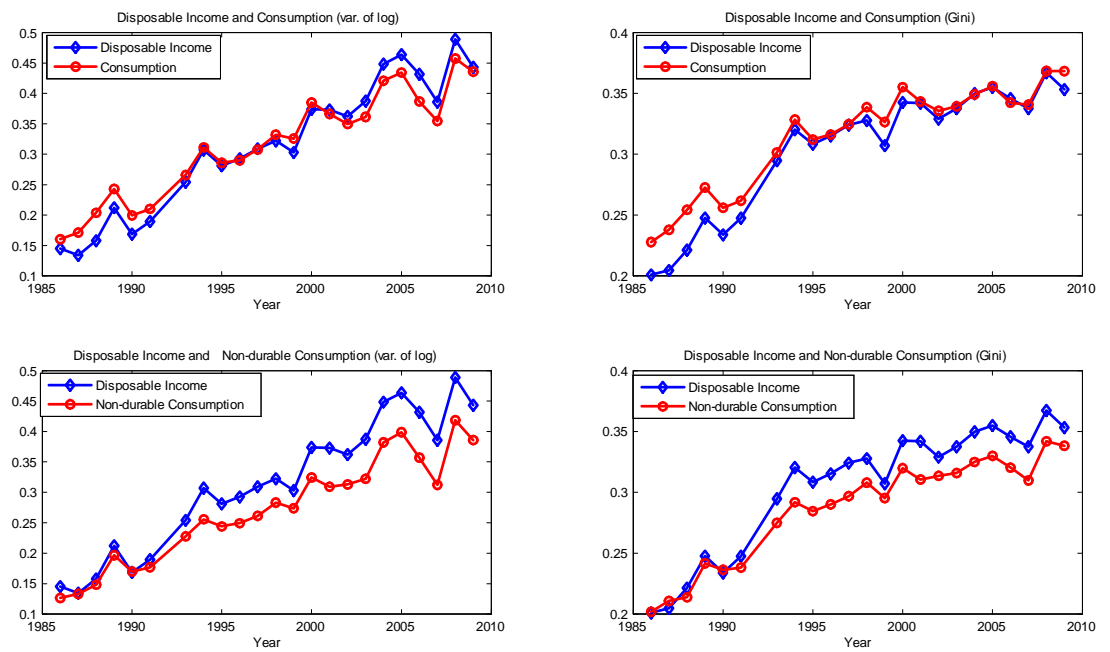 Disposable Income and Consumption (var. of log)
0.5
0.45
0.4
0.35
0.3
0.25
0.2
0.15
0.1
Disposable Income
Consumption
1985 1990 1995 2000 2005 2010
Year
Disposable Income and Consumption (Gini)
0.4
0.35
0.3
0.25
0.2
Disposable Income
Consumption
1985 1990 1995 2000 2005 2010
Year
Disposable Income and Non-durable Consumption (var. of log)
0.5
0.45
0.4
0.35
0.3
0.25
0.2
0.15
0.1
Disposable Income
Non-durable Consumption
1985 1990 1995 2000 2005 2010
Year
Disposable Income and Non-durable Consumption (Gini)
0.4
0.35
0.3
0.25
0.2
Disposable Income
Non-durable Consumption
1985 1990 1995 2000 2005 2010
Year